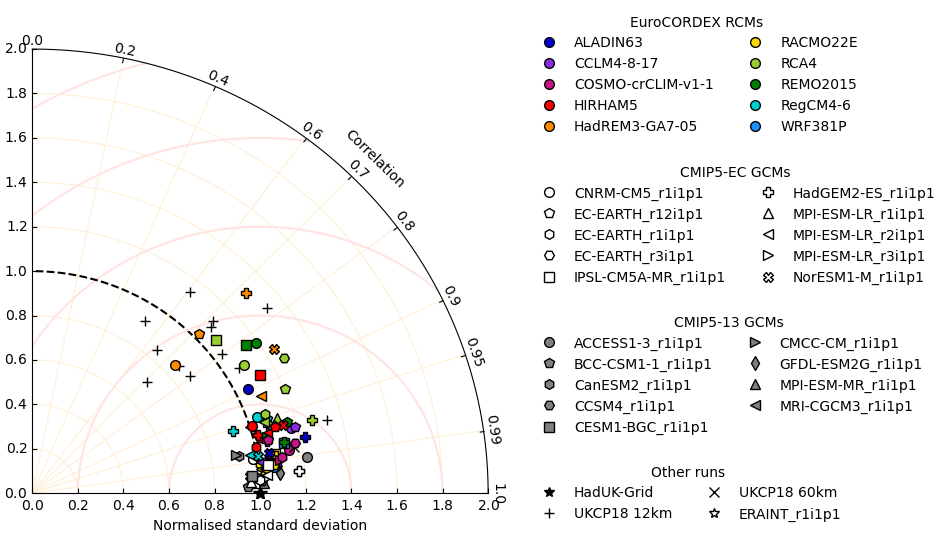 EuroCORDEX RCMs
ALADIN63
CCLM4-8-17
COSMO-crCLIM-v1-1
HIRHAM5
HadREM3-GA7-05
RACMO22E
RCA4
REMO2015
RegCM4-6
WRF381P
CMIP5-EC GCMs
CNRM-CM5_r1i1p1
EC-EARTH_r12i1p1
EC-EARTH_r1i1p1
EC-EARTH_r3i1p1
IPSL-CM5A-MR_r1i1p1
HadGEM2-ES_r1i1p1
MPI-ESM-LR_r1i1p1
MPI-ESM-LR_r2i1p1
MPI-ESM-LR_r3i1p1
NorESM1-M_r1i1p1
CMIP5-13 GCMs
ACCESS1-3_r1i1p1
BCC-CSM1-1_r1i1p1
CanESM2_r1i1p1
CCSM4_r1i1p1
CESM1-BGC_r1i1p1
CMCC-CM_r1i1p1
GFDL-ESM2G_r1i1p1
MPI-ESM-MR_r1i1p1
MRI-CGCM3_r1i1p1
Other runs
HadUK-Grid
UKCP18 12km
UKCP18 60km
ERAINT_r1i1p1
0.0
0.2
0.4
0.6
0.7
0.8
0.9
0.95
0.99
1.0
Correlation
2.0
1.8
1.6
1.4
1.2
1.0
0.8
0.6
0.4
0.2
0.0
0.0
0.2
0.4
0.6
0.8
1.0
1.2
1.4
1.6
1.8
2.0
Normalised standard deviation